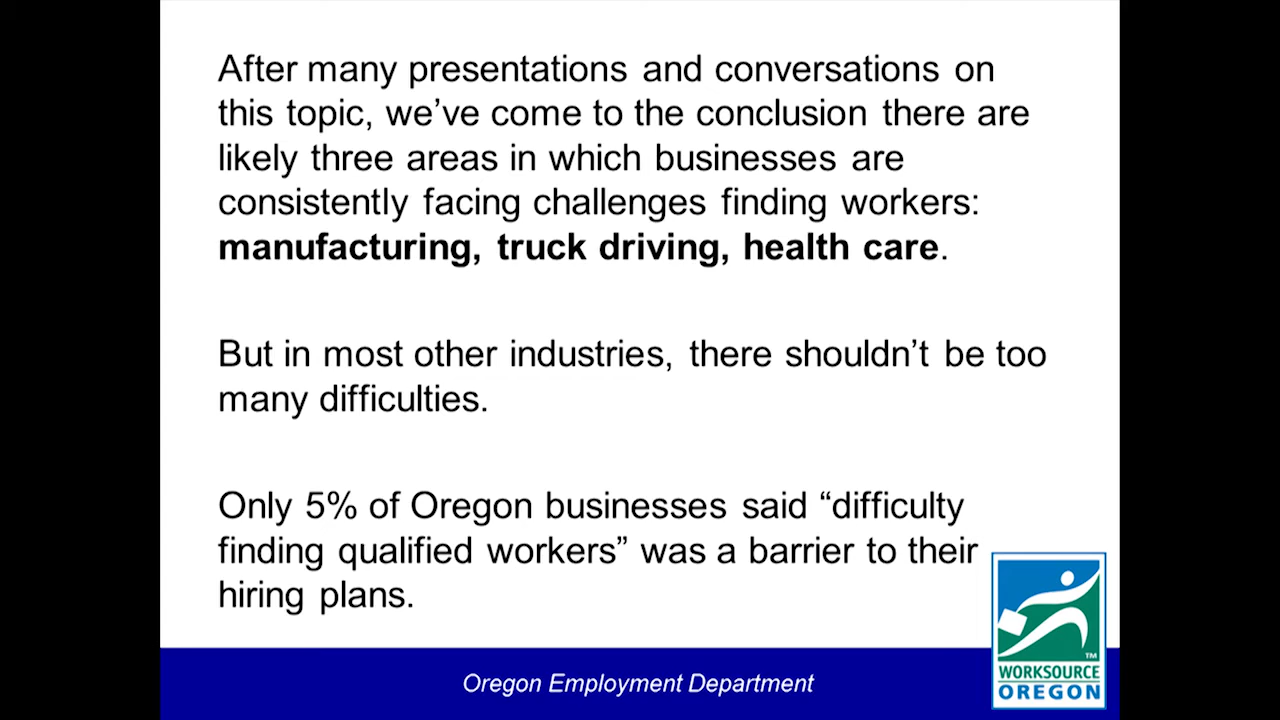 After many presentations and conversations on
this topic, we’ve come to the conclusion there are
likely three areas in which businesses are
consistently facing challenges finding workers:
manufacturing, truck driving, health care.
But in most other industries, there shouldn’t be too
many difficulties.
Only 5% of Oregon businesses said “difficulty
finding qualified workers” was a barrier to their
hiring plans.
TM
WORKSOURCE
OREGON
Oregon Employment Department